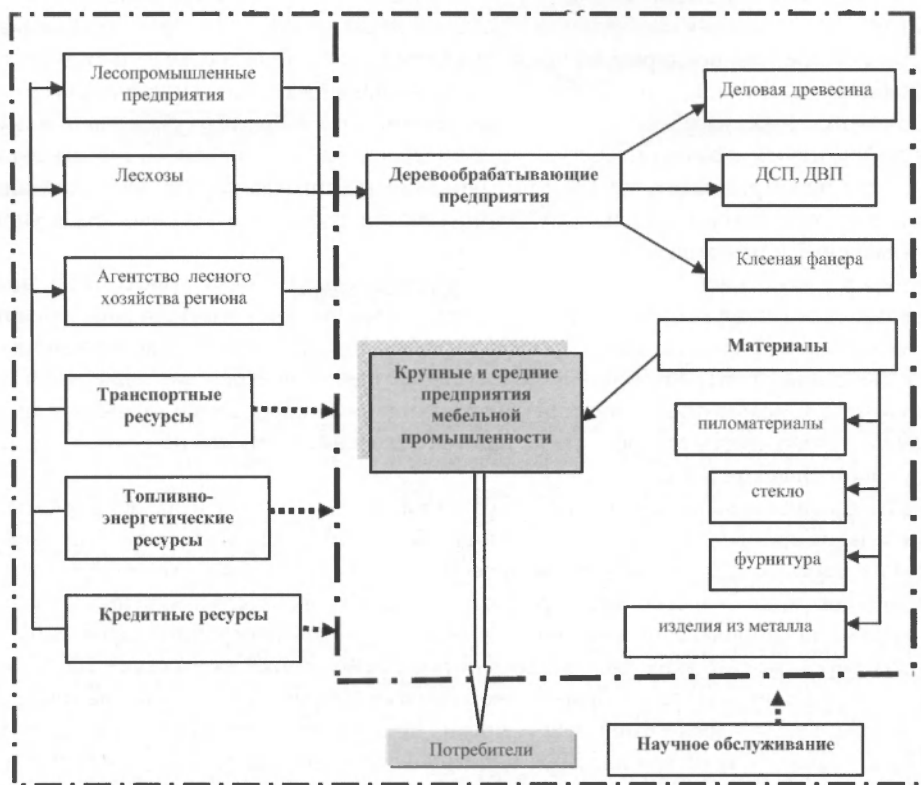 Лесопромышленные
предприятия
Лесхозы
Агентство лесного
хозяйства региона
Транспортные
ресурсы
Топливно-
энергетические
ресурсы
Кредитные ресурсы
Деревообрабатывающие
предприятия
Деловая древесина
ДСП, ДВП
Клееная фанера
Материалы
Крупные и средние
предприятия
мебельной
промышленности
пиломатериалы
стекло
фурнитура
изделия из металла
Потребители
Научное обслуживание